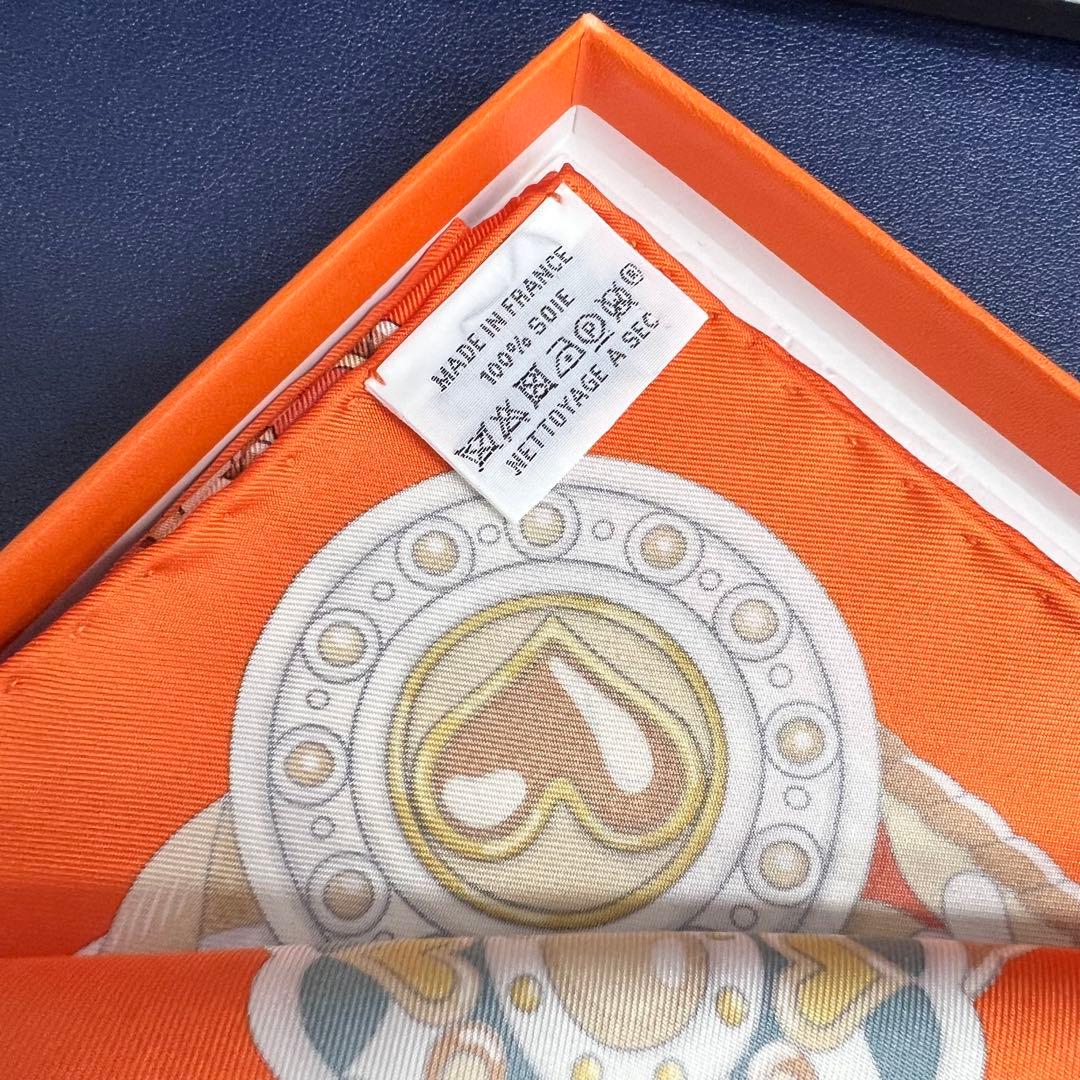 MADE IN FRANCE
100% SOIE
P ®
NETTOYAGE A SEC